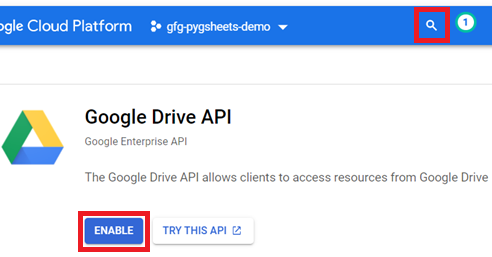 ogle Cloud Platform gfg-pygsheets-demo 1
Google Drive API
Google Enterprise API
The Google Drive API allows clients to access resources from Google Drive
ENABLE TRY THIS API